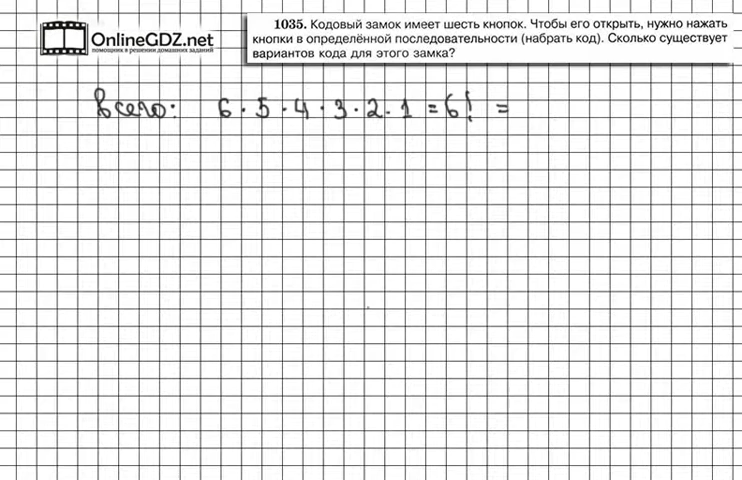 OnlineGDZ.net
помощник в решении домашних заданий
1035. Кодовый замок имеет шесть кнопок. Чтобы его открыть, нужно нажать
кнопки в определённой последовательности (набрать код). Сколько существует
вариантов кода для этого замка?
всего: 6 · 5 · 4 · 3 · 2 · 1 = 6! =